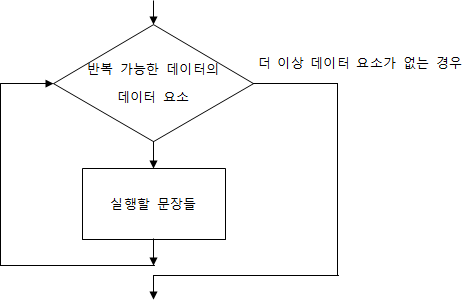 더 이상 데이터 요소가 없는 경우
반복 가능한 데이터의
데이터 요소
실행할 문장들